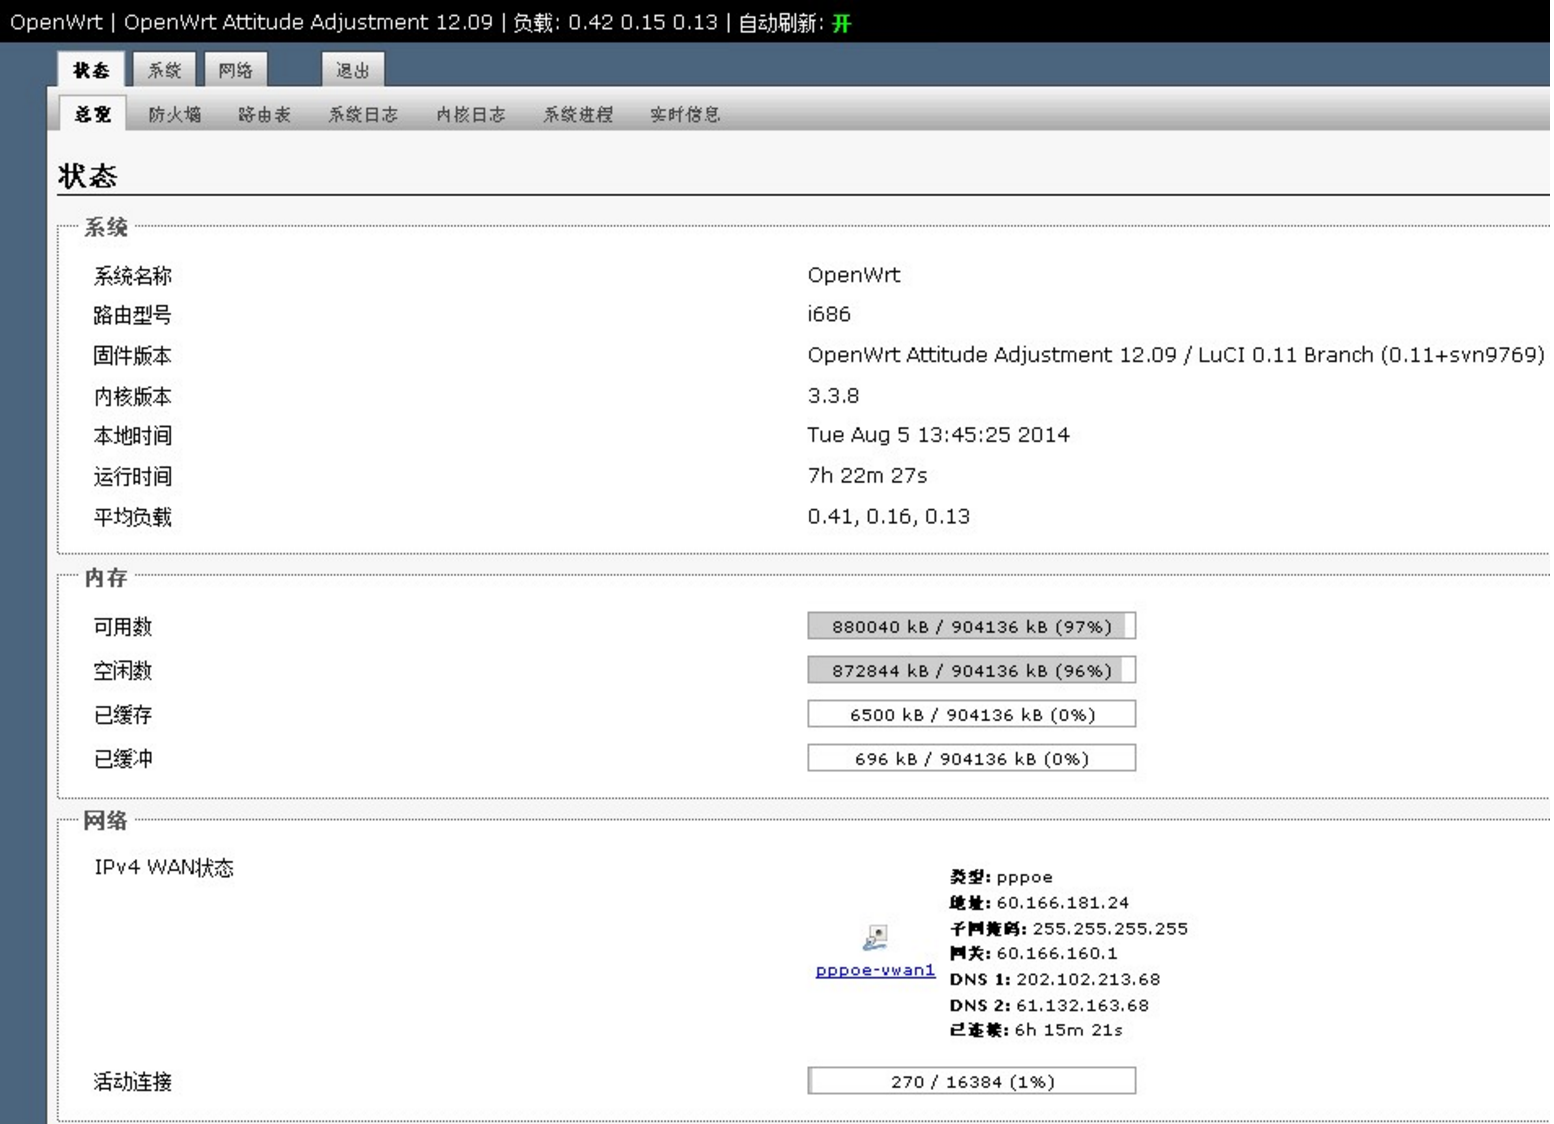 OpenWrt | OpenWrt Attitude Adjustment 12.09 | 负载: 0.42 0.15 0.13 | 自动刷新: 开
状态 系统 网络 退出
总览 防火墙 路由表 系统日志 内核日志 系统进程 实时信息
状态
系统
系统名称 OpenWrt
路由型号 i686
固件版本 OpenWrt Attitude Adjustment 12.09 / LuCI 0.11 Branch (0.11+svn9769)
内核版本 3.3.8
本地时间 Tue Aug 5 13:45:25 2014
运行时间 7h 22m 27s
平均负载 0.41, 0.16, 0.13
内存
可用数 880040 kB / 904136 kB (97%)
空闲数 872844 kB / 904136 kB (96%)
已缓存 6500 kB / 904136 kB (0%)
已缓冲 696 kB / 904136 kB (0%)
网络
IPv4 WAN状态
类型: pppoe
地址: 60.166.181.24
子网掩码: 255.255.255.255
网关: 60.166.160.1
pppoe-vwan1
DNS 1: 202.102.213.68
DNS 2: 61.132.163.68
已连接: 6h 15m 21s
活动连接 270 / 16384 (1%)